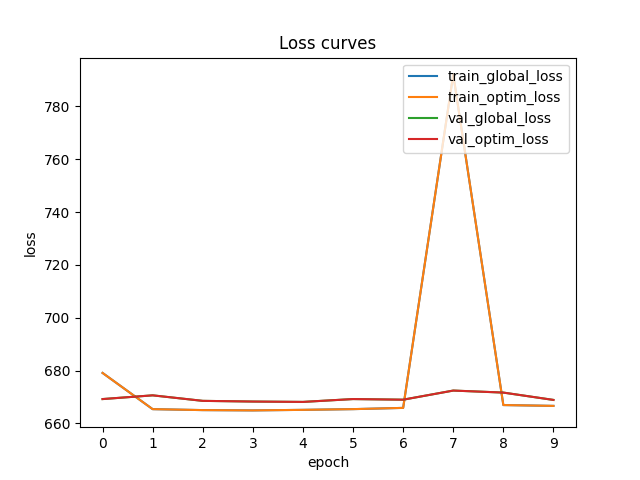 Loss curves
train_global_loss
train_optim_loss
val_global_loss
val_optim_loss
loss
780
760
740
720
700
680
660
0 1 2 3 4 5 6 7 8 9
epoch